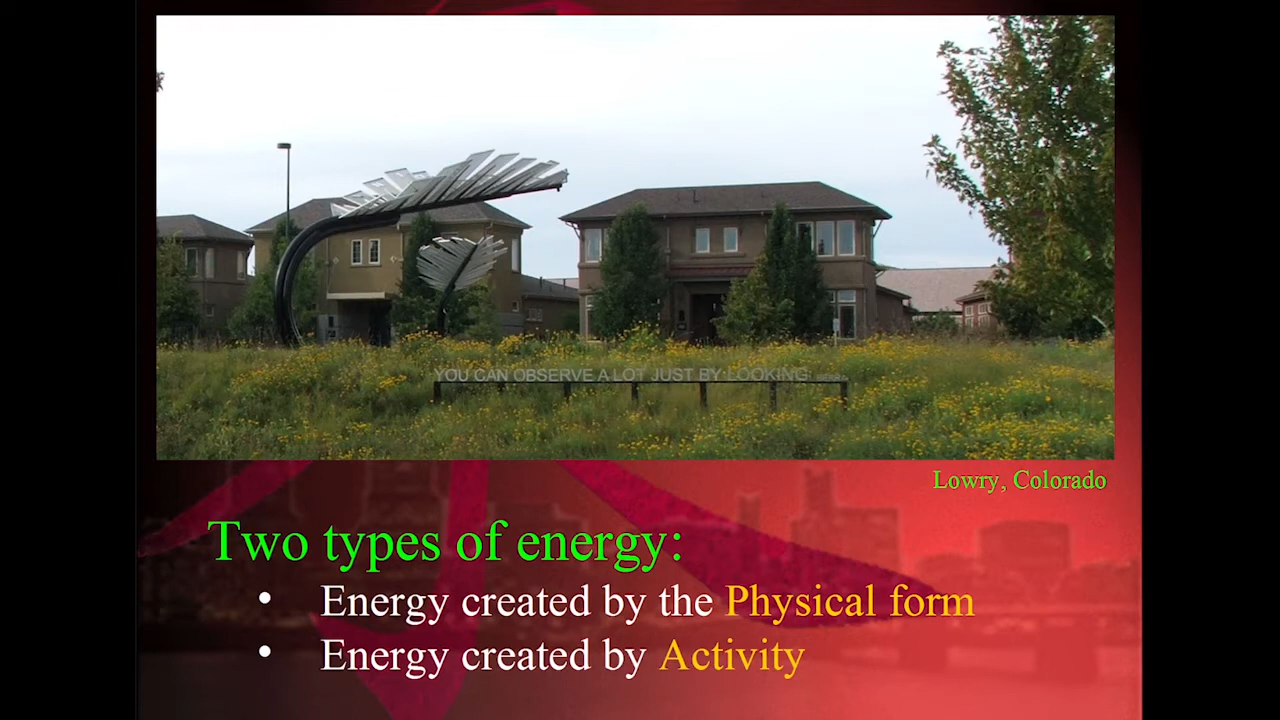 YOU CAN OBSERVE A LOT JUST BY LOOKING
Lowry, Colorado
Two types of energy:
• Energy created by the Physical form
• Energy created by Activity